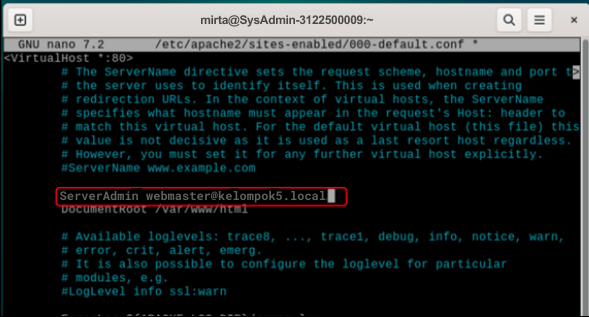 mirta@SysAdmin-3122500009:~
GNU nano 7.2 /etc/apache2/sites-enabled/000-default.conf *
<VirtualHost *:80>
# The ServerName directive sets the request scheme, hostname and port t>
# the server uses to identify itself. This is used when creating
# redirection URLs. In the context of virtual hosts, the ServerName
# specifies what hostname must appear in the request's Host: header to
# match this virtual host. For the default virtual host (this file) this
# value is not decisive as it is used as a last resort host regardless.
# However, you must set it for any further virtual host explicitly.
#ServerName www.example.com
ServerAdmin webmaster@kelompok5.local
DocumentRoot /var/www/html
# Available loglevels: trace8, ..., trace1, debug, info, notice, warn,
# error, crit, alert, emerg.
# It is also possible to configure the loglevel for particular
# modules, e.g.
#LogLevel info ssl:warn